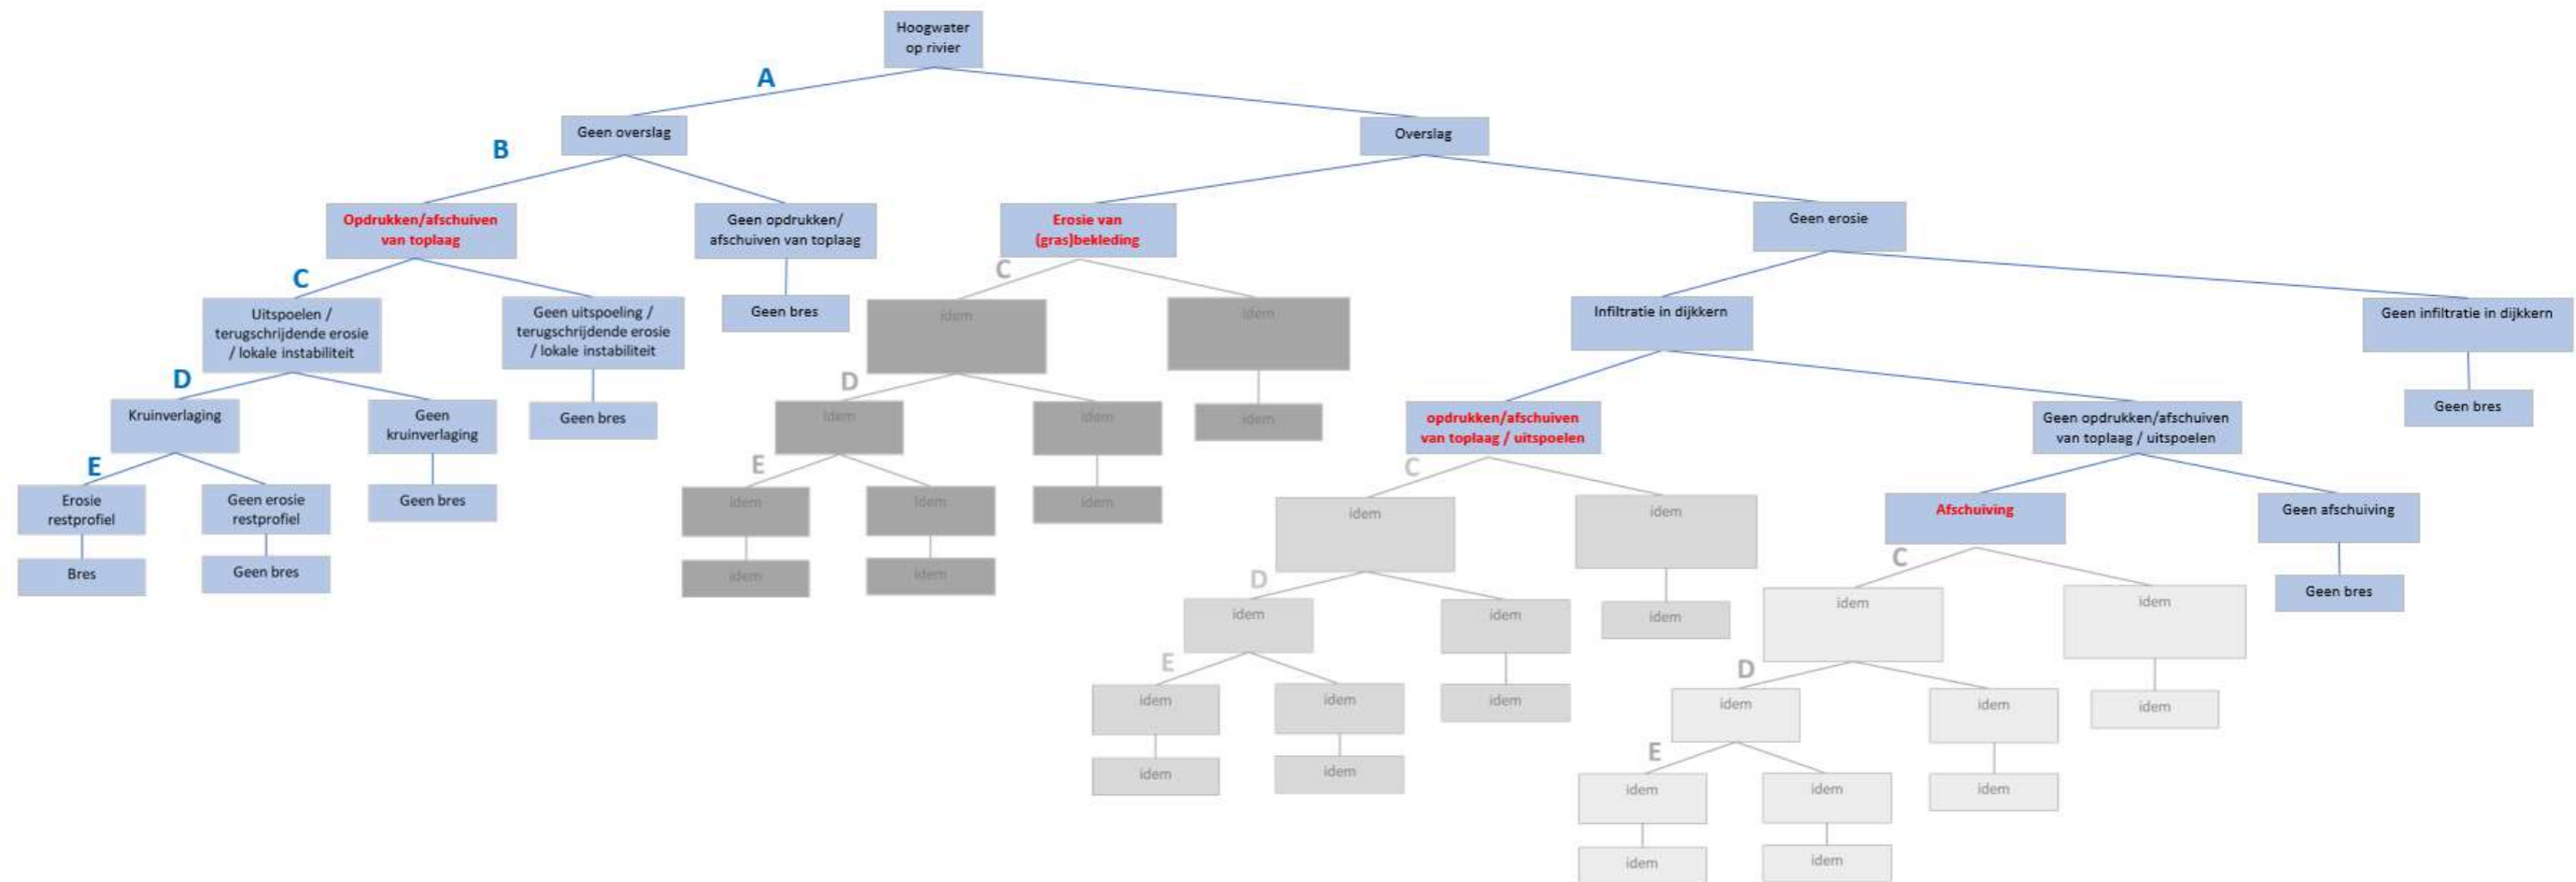 Hoogwater
op rivier
A
Geen overslag
Overslag
B
Opdrukken/afschuiven
van toplaag
Geen opdrukken/
afschuiven van toplaag
Erosie van
(gras)bekleding
Geen erosie
C
Uitspoelen /
terugschrijdende erosie
/ lokale instabiliteit
Geen uitspoeling /
terugschrijdende erosie
/ lokale instabiliteit
Geen bres
C
idem
idem
Infiltratie in dijkkern
Geen infiltratie in dijkkern
D
Kruinverlaging
Geen
kruinverlaging
Geen bres
D
idem
idem
idem
opdrukken/afschuiven
van toplaag / uitspoelen
Geen opdrukken/afschuiven
van toplaag / uitspoelen
Geen bres
E
Erosie
restprofiel
Geen erosie
restprofiel
Geen bres
E
idem
idem
idem
C
idem
idem
Afschuiving
Geen afschuiving
Bres
Geen bres
idem
idem
D
idem
idem
idem
C
idem
idem
Geen bres
E
idem
idem
idem
D
idem
idem
idem
idem
idem
E
idem
idem
idem
idem
idem